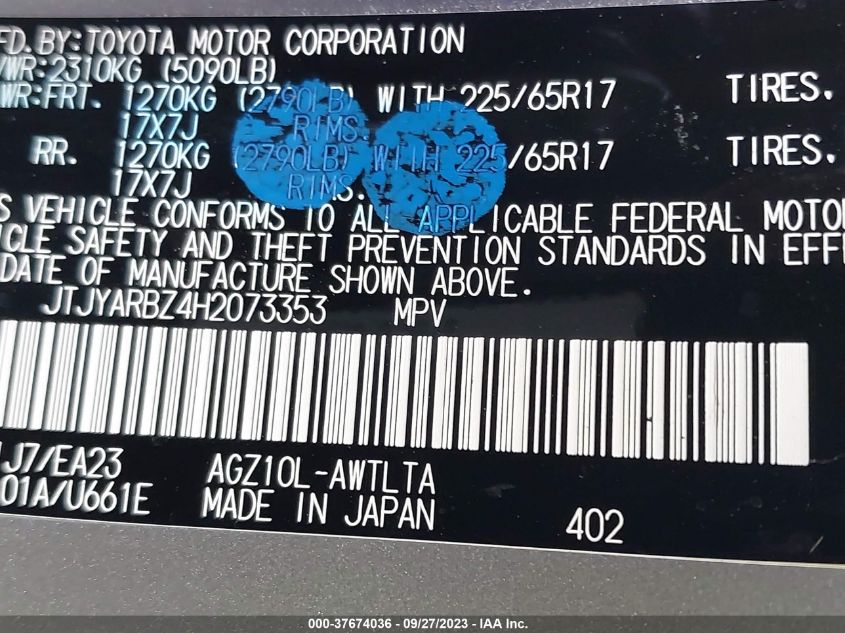 FD. BY: TOYOTA MOTOR CORPORATION
VWR: 2310KG (5090LB)
WR: FRT. 1270KG (2790LB) WITH 225/65R17 TIRES.
17X7J RIMS.
RR. 1270KG (2790LB) WITH 225/65R17 TIRES.
17X7J RIMS.
S VEHICLE CONFORMS TO ALL APPLICABLE FEDERAL MOTO
ICLE SAFETY AND THEFT PREVENTION STANDARDS IN EFF
DATE OF MANUFACTURE SHOWN ABOVE.
JTJYARBZ4H2073353 MPV
J7/EA23 AGZ10L-AWTLTA
01A/U661E MADE IN JAPAN 402
000-37674036 - 09/27/2023 - IAA Inc.